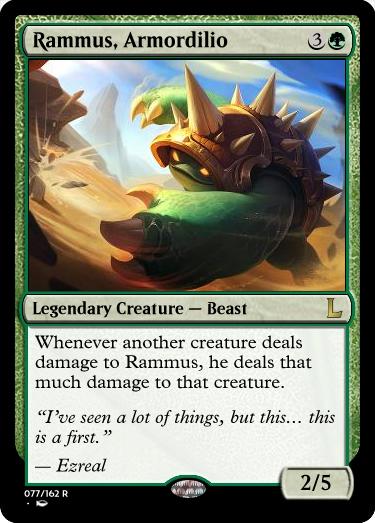 Rammus, Armordilio 3
Legendary Creature — Beast L
Whenever another creature deals
damage to Rammus, he deals that
much damage to that creature.
“I’ve seen a lot of things, but this... this
is a first.”
— Ezreal
2/5
077/162 R